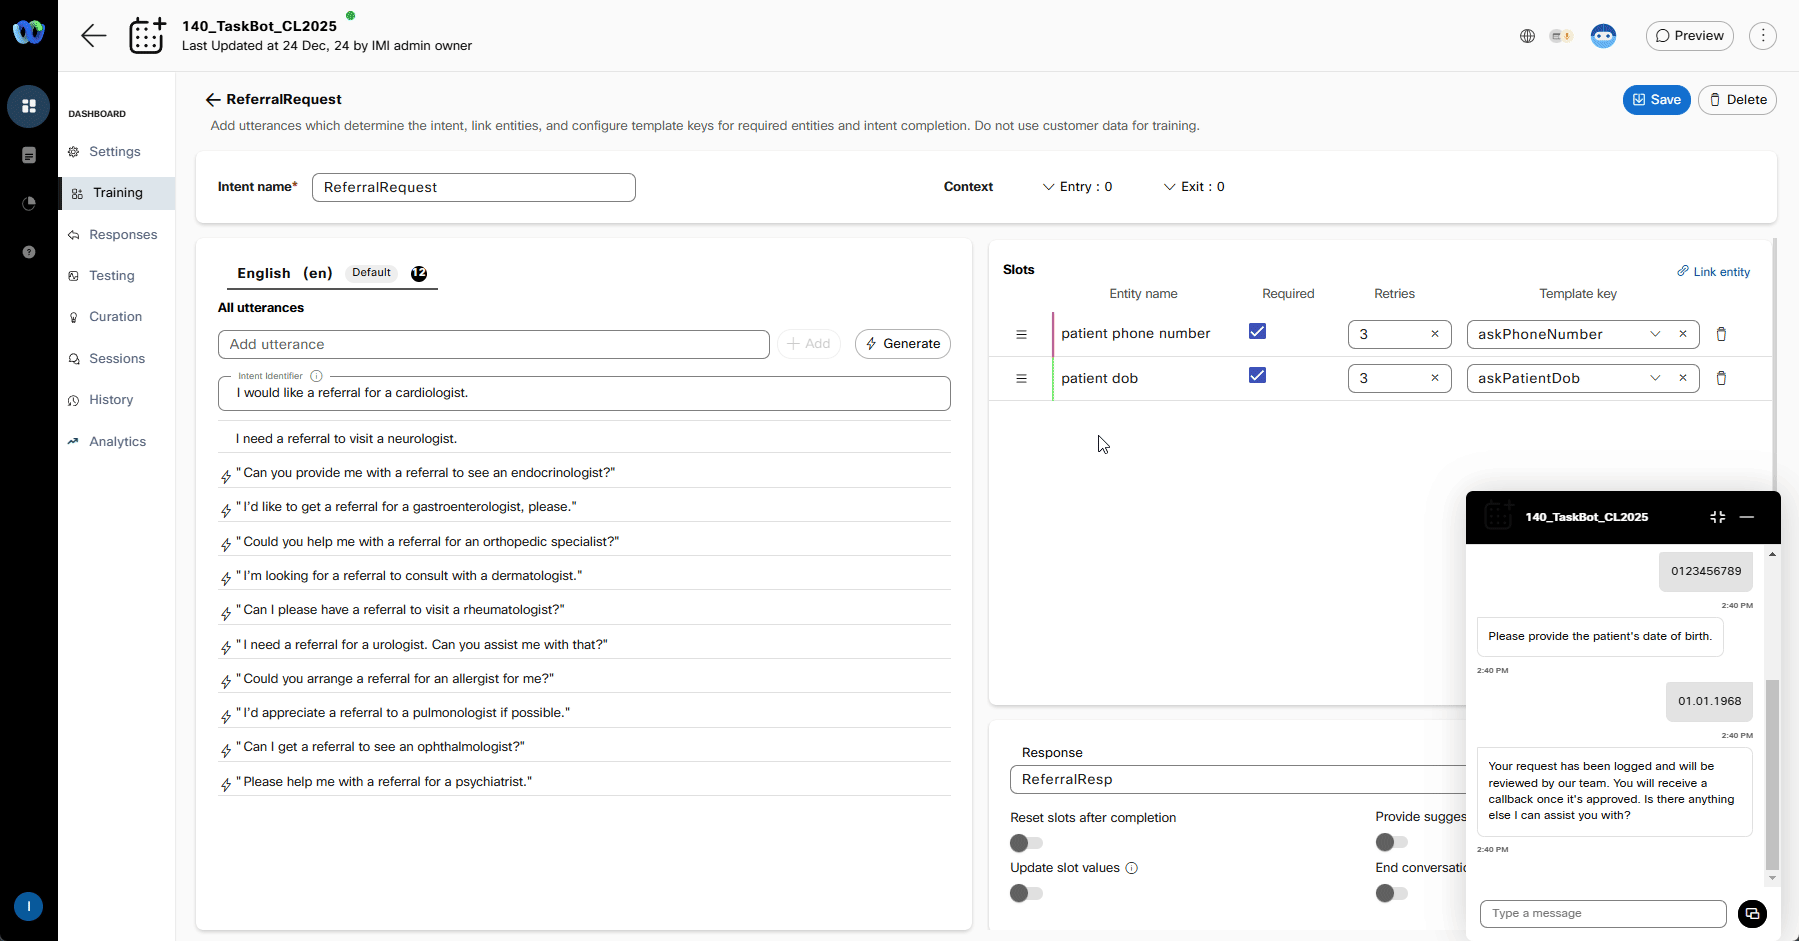 140_TaskBot_CL2025
Last Updated at 24 Dec, 24 by IMI admin owner
Preview
DASHBOARD
Settings
Training
Responses
Testing
Curation
Sessions
History
Analytics
I
ReferralRequest
Add utterances which determine the intent, link entities, and configure template keys for required entities and intent completion. Do not use customer data for training.
Save
Delete
Intent name*
ReferralRequest
Context
Entry : 0
Exit : 0
English (en) Default 12
All utterances
Add utterance
Add
Generate
Intent Identifier
I would like a referral for a cardiologist.
I need a referral to visit a neurologist.
"Can you provide me with a referral to see an endocrinologist?"
"I'd like to get a referral for a gastroenterologist, please."
"Could you help me with a referral for an orthopedic specialist?"
"I'm looking for a referral to consult with a dermatologist."
"Can I please have a referral to visit a rheumatologist?"
"I need a referral for a urologist. Can you assist me with that?"
"Could you arrange a referral for an allergist for me?"
"I'd appreciate a referral to a pulmonologist if possible."
"Can I get a referral to see an ophthalmologist?"
"Please help me with a referral for a psychiatrist."
Slots
Link entity
Entity name Required Retries Template key
patient phone number 3 askPhoneNumber
patient dob 3 askPatientDob
Response
ReferralResp
Reset slots after completion
Provide sugges
Update slot values
End conversatio
140_TaskBot_CL2025
0123456789
2:40 PM
Please provide the patient's date of birth.
2:40 PM
01.01.1968
2:40 PM
Your request has been logged and will be
reviewed by our team. You will receive a
callback once it's approved. Is there anything
else I can assist you with?
2:40 PM
Type a message